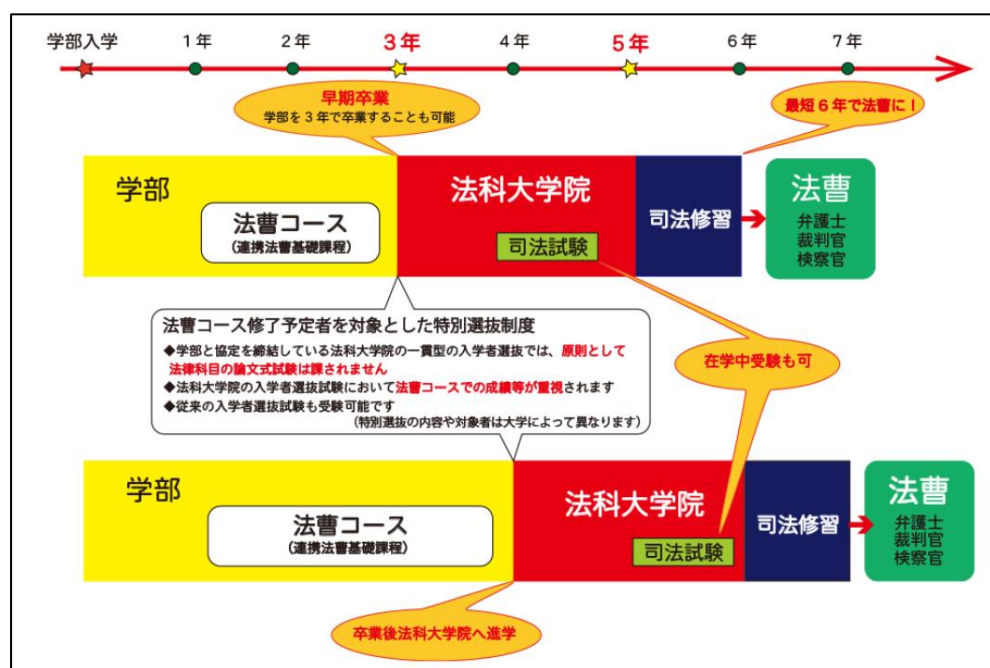 学部入学 1年 2年 3年 4年 5年 6年 7年
早期卒業
学部を3年で卒業することも可能
最短6年で法曹に！
学部
法曹コース
（連携法曹基礎課程）
法科大学院
司法試験
司法修習
法曹
弁護士
裁判官
検察官
法曹コース修了予定者を対象とした特別選抜制度
◆学部と協定を締結している法科大学院の一貫型の入学者選抜では、原則として
法律科目の論文式試験は課されません
◆法科大学院の入学者選抜試験において法曹コースでの成績等が重視されます
◆従来の入学者選抜試験も受験可能です
（特別選抜の内容や対象者は大学によって異なります）
在学中受験も可
学部
法曹コース
（連携法曹基礎課程）
法科大学院
司法試験
司法修習
法曹
弁護士
裁判官
検察官
卒業後法科大学院へ進学